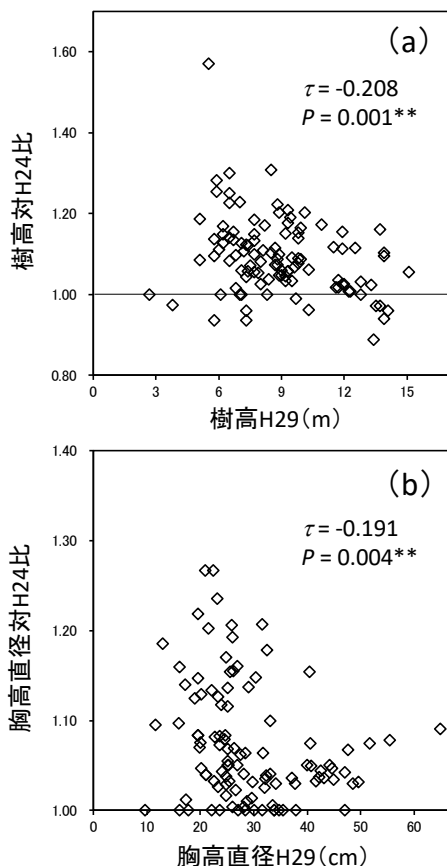 (a)
τ = -0.208
P = 0.001**
樹高対H24比
1.60
1.40
1.20
1.00
0.80
0
3
6
9
12
15
樹高H29(m)
(b)
τ = -0.191
P = 0.004**
胸高直径対H24比
1.40
1.30
1.20
1.10
1.00
0
10
20
30
40
50
60
胸高直径H29(cm)